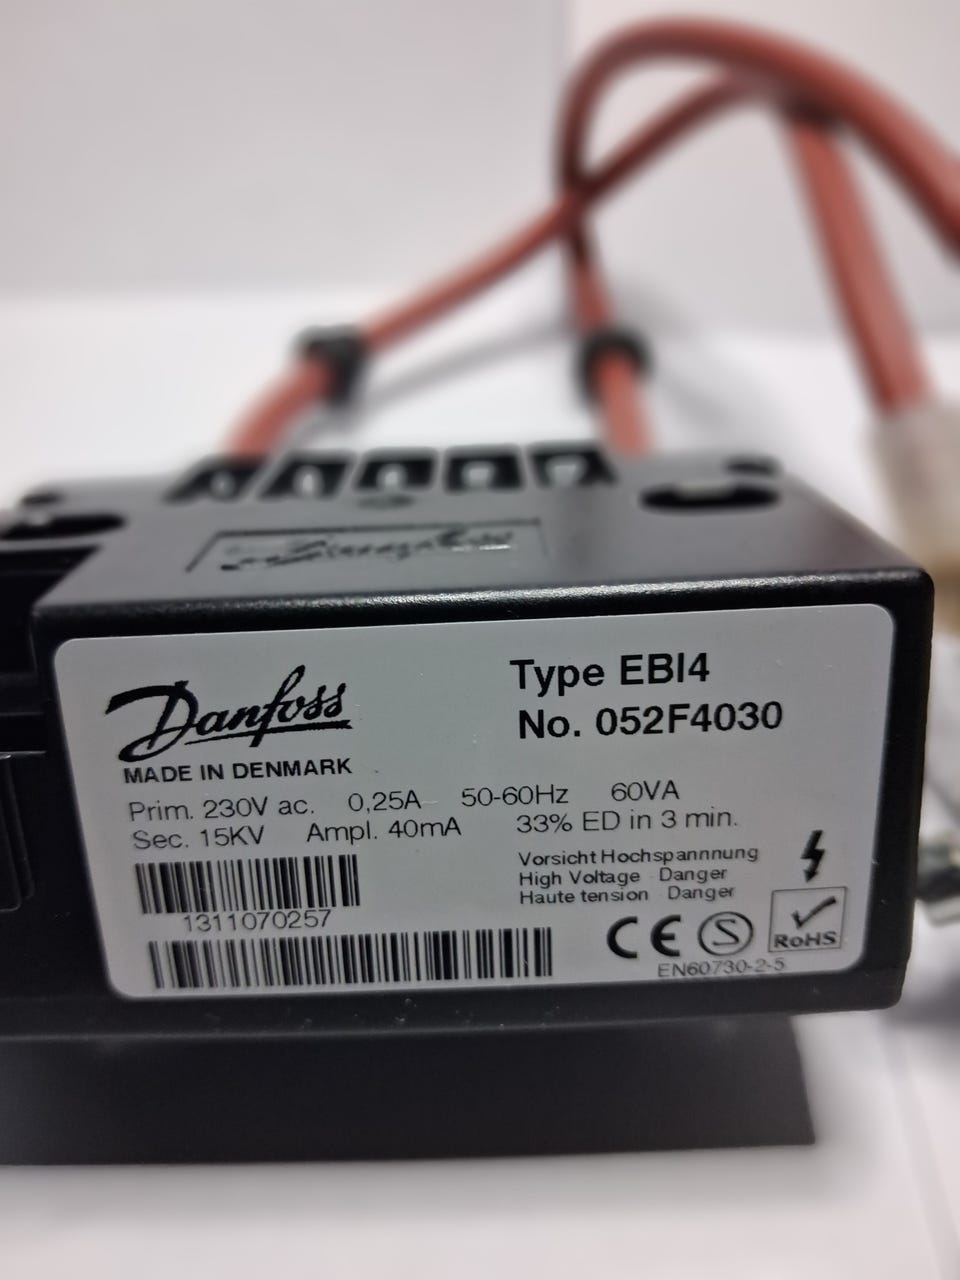 Danfoss
Danfoss
MADE IN DENMARK
Type EBI4
No. 052F4030
Prim. 230V ac. 0,25A 50-60Hz 60VA
Sec. 15KV Ampl. 40mA 33% ED in 3 min.
Vorsicht Hochspannnung
High Voltage Danger
Haute tension Danger
1311070257
CE S RoHS
EN60730-2-5